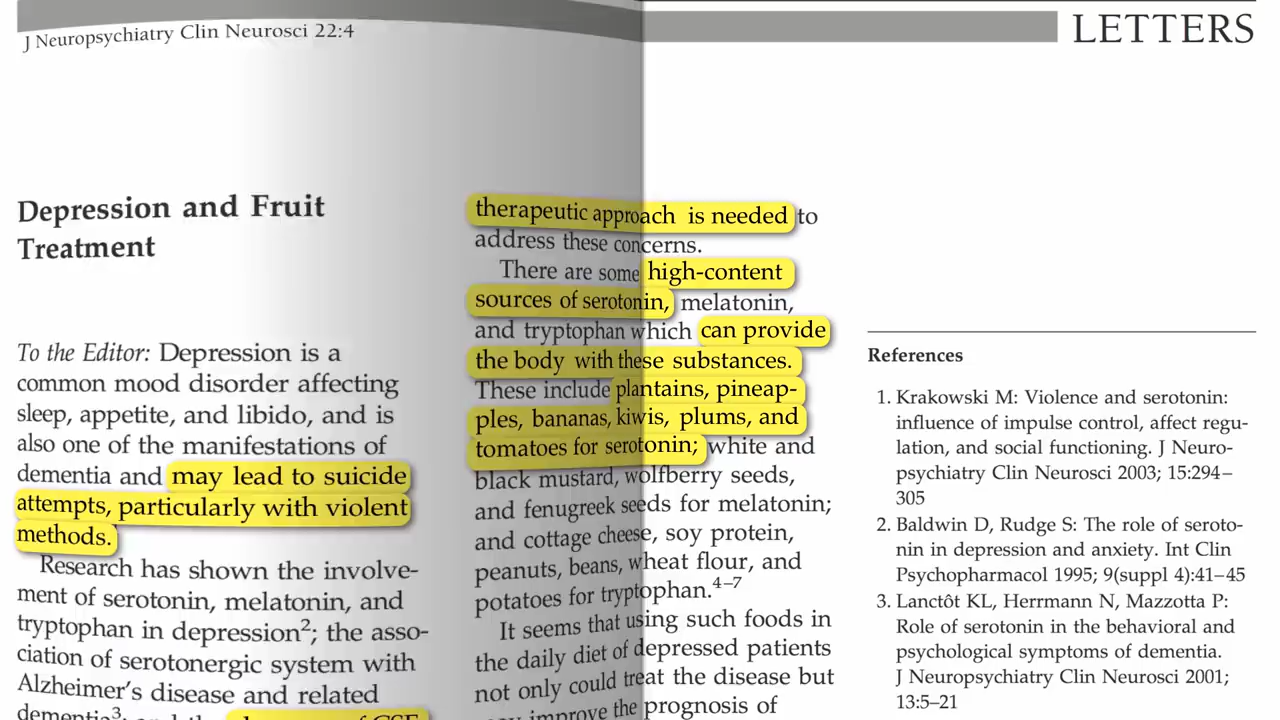 J Neuropsychiatry Clin Neurosci 22:4
LETTERS
Depression and Fruit
Treatment
To the Editor: Depression is a
common mood disorder affecting
sleep, appetite, and libido, and is
also one of the manifestations of
dementia and may lead to suicide
attempts, particularly with violent
methods.
Research has shown the involve-
ment of serotonin, melatonin, and
tryptophan in depression2; the asso-
ciation of serotonergic system with
Alzheimer's disease and related
dementia3; and the
of CSF
therapeutic approach is needed to
address these concerns.
There are some high-content
sources of serotonin, melatonin,
and tryptophan which can provide
the body with these substances.
These include plantains, pineap-
ples, bananas, kiwis, plums, and
tomatoes for serotonin; white and
black mustard, wolfberry seeds,
and fenugreek seeds for melatonin;
and cottage cheese, soy protein,
peanuts, beans, wheat flour, and
potatoes for tryptophan.4–7
It seems that using such foods in
the daily diet of depressed patients
not only could treat the disease but
may improve the prognosis of
References
1. Krakowski M: Violence and serotonin:
influence of impulse control, affect regu-
lation, and social functioning. J Neuro-
psychiatry Clin Neurosci 2003; 15:294–
305
2. Baldwin D, Rudge S: The role of seroto-
nin in depression and anxiety. Int Clin
Psychopharmacol 1995; 9(suppl 4):41–45
3. Lanctôt KL, Herrmann N, Mazzotta P:
Role of serotonin in the behavioral and
psychological symptoms of dementia.
J Neuropsychiatry Clin Neurosci 2001;
13:5–21